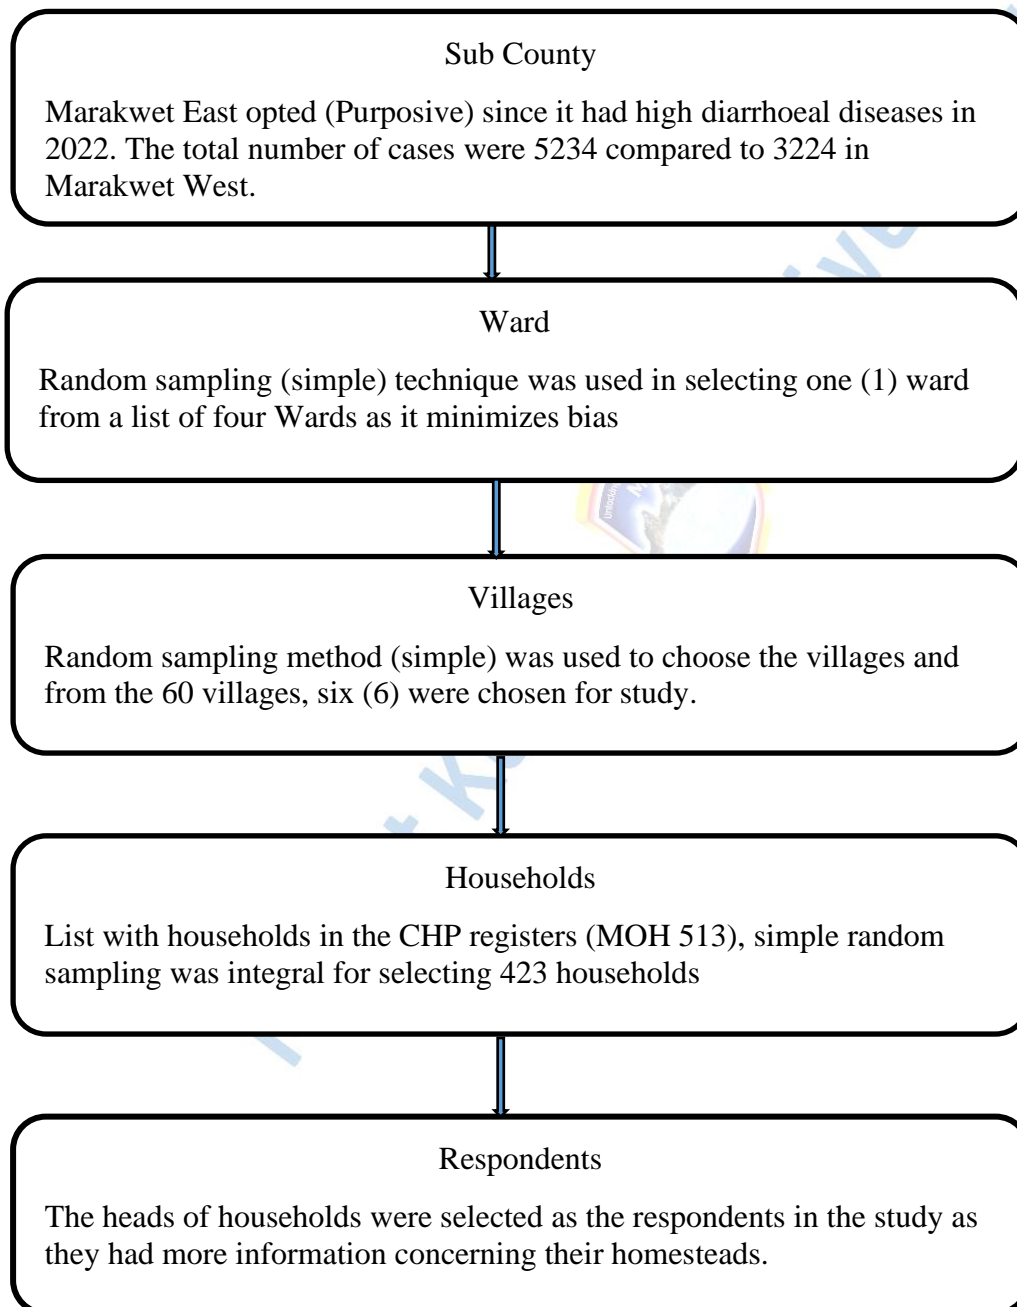 Sub County
Marakwet East opted (Purposive) since it had high diarrhoeal diseases in
2022. The total number of cases were 5234 compared to 3224 in
Marakwet West.
Ward
Random sampling (simple) technique was used in selecting one (1) ward
from a list of four Wards as it minimizes bias
Villages
Random sampling method (simple) was used to choose the villages and
from the 60 villages, six (6) were chosen for study.
Households
List with households in the CHP registers (MOH 513), simple random
sampling was integral for selecting 423 households
Respondents
The heads of households were selected as the respondents in the study as
they had more information concerning their homesteads.